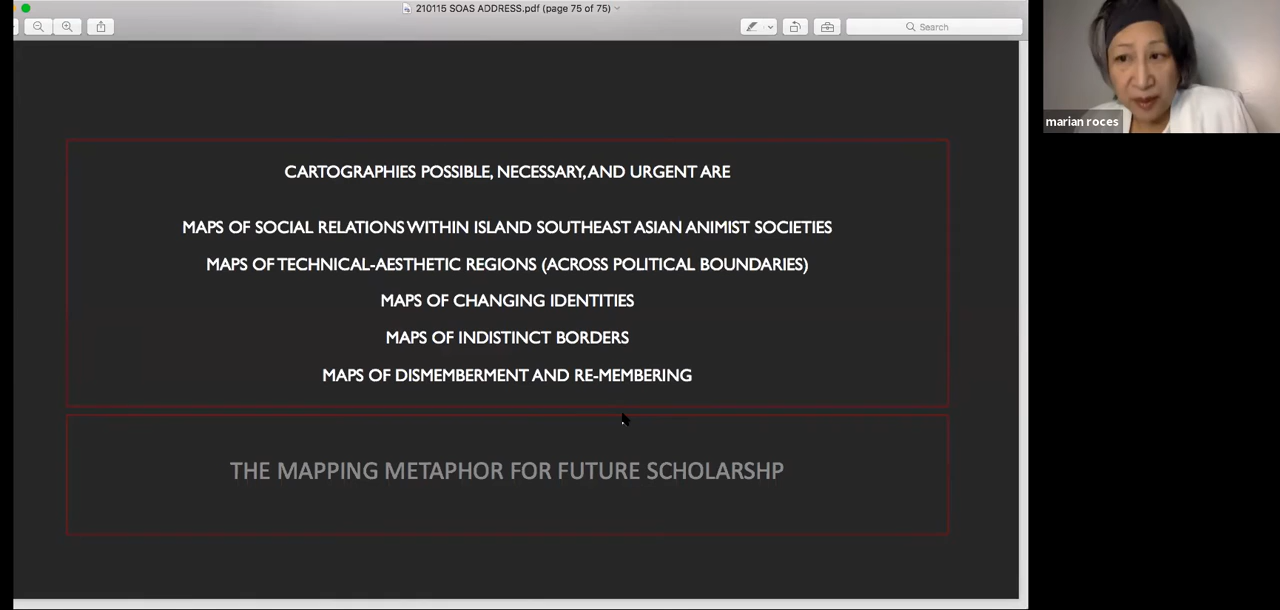 210115 SOAS ADDRESS.pdf (page 75 of 75)
Search
marian roces
CARTOGRAPHIES POSSIBLE, NECESSARY, AND URGENT ARE
MAPS OF SOCIAL RELATIONS WITHIN ISLAND SOUTHEAST ASIAN ANIMIST SOCIETIES
MAPS OF TECHNICAL-AESTHETIC REGIONS (ACROSS POLITICAL BOUNDARIES)
MAPS OF CHANGING IDENTITIES
MAPS OF INDISTINCT BORDERS
MAPS OF DISMEMBERMENT AND RE-MEMBERING
THE MAPPING METAPHOR FOR FUTURE SCHOLARSHP